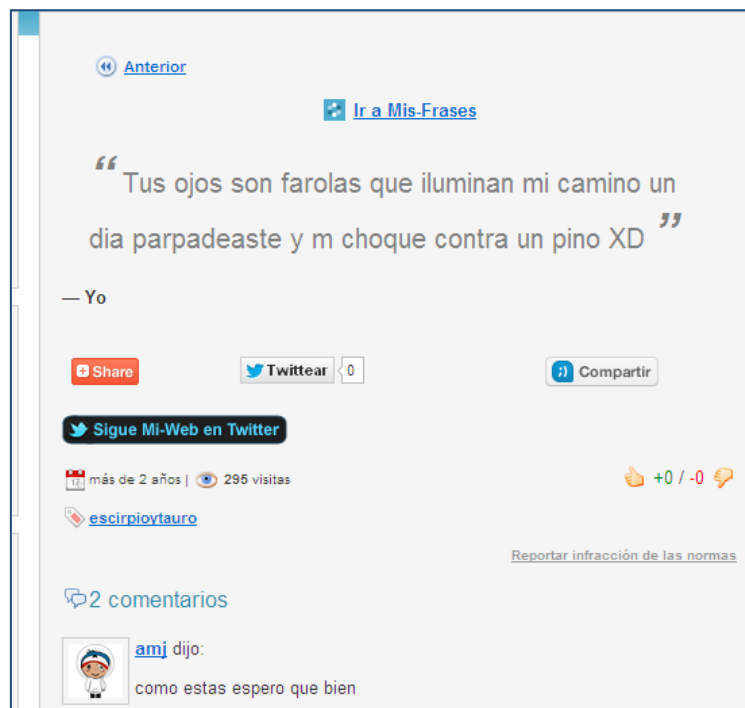 Anterior
Ir a Mis-Frases
“ Tus ojos son farolas que iluminan mi camino un
dia parpadeaste y m choque contra un pino XD ”
— Yo
Share Twittear 0 Compartir
Sigue Mi-Web en Twitter
más de 2 años | 295 visitas +0 / -0
escirpioytauro
Reportar infracción de las normas
2 comentarios
amj dijo:
como estas espero que bien